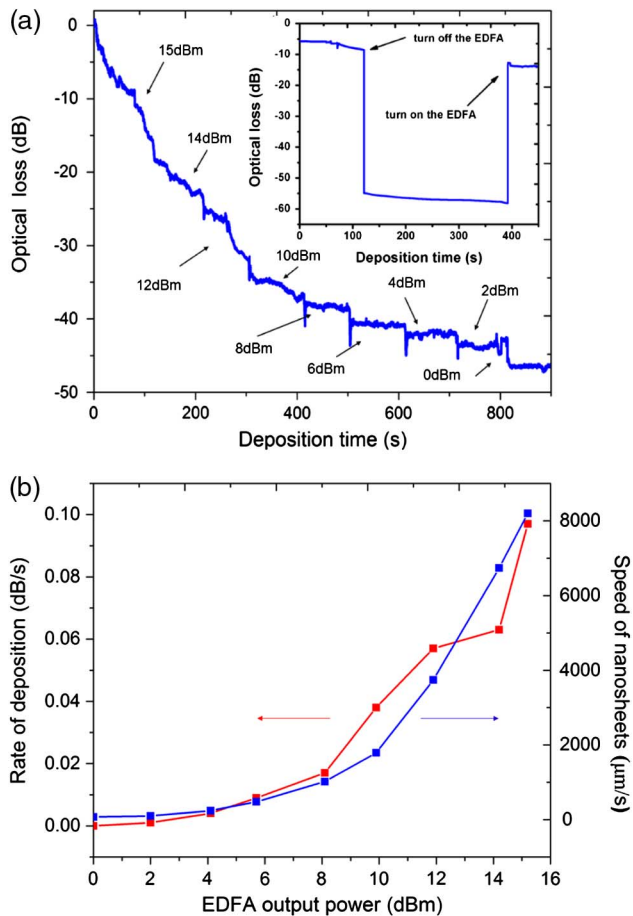 (a)
0
-10
-20
-30
-40
-50
Optical loss (dB)
0
200
400
600
800
Deposition time (s)
15dBm
14dBm
12dBm
10dBm
8dBm
6dBm
4dBm
2dBm
0dBm
0
-10
-20
-30
-40
-50
-60
Optical loss (dB)
0
100
200
300
400
Deposition time (s)
turn off the EDFA
turn on the EDFA
(b)
0.10
0.08
0.06
0.04
0.02
0.00
Rate of deposition (dB/s)
8000
6000
4000
2000
0
Speed of nanosheets (μm/s)
0
2
4
6
8
10
12
14
16
EDFA output power (dBm)